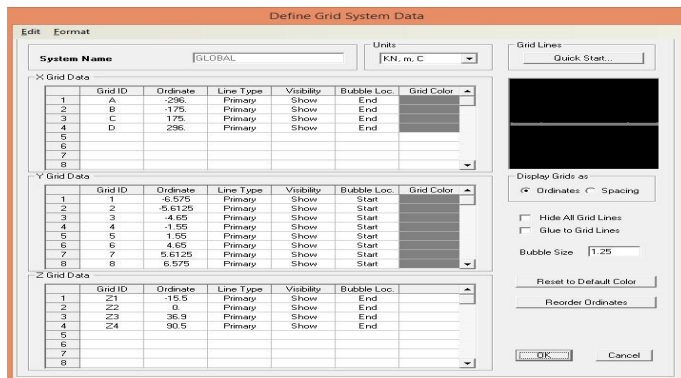 Define Grid System Data
Edit Format
System Name GLOBAL
Units
KN, m, C
Grid Lines
Quick Start...
X Grid Data
Grid ID Ordinate Line Type Visibility Bubble Loc. Grid Color
1 A -296. Primary Show End
2 B -175. Primary Show End
3 C 175. Primary Show End
4 D 296. Primary Show End
5
6
7
8
Y Grid Data
Grid ID Ordinate Line Type Visibility Bubble Loc. Grid Color
1 1 -6.575 Primary Show Start
2 2 -5.6125 Primary Show Start
3 3 -4.65 Primary Show Start
4 4 -1.55 Primary Show Start
5 5 1.55 Primary Show Start
6 6 4.65 Primary Show Start
7 7 5.6125 Primary Show Start
8 8 6.575 Primary Show Start
Z Grid Data
Grid ID Ordinate Line Type Visibility Bubble Loc.
1 Z1 -15.5 Primary Show End
2 Z2 0. Primary Show End
3 Z3 36.9 Primary Show End
4 Z4 90.5 Primary Show End
5
6
7
8
Display Grids as
Ordinates Spacing
Hide All Grid Lines
Glue to Grid Lines
Bubble Size 1.25
Reset to Default Color
Reorder Ordinates
OK Cancel